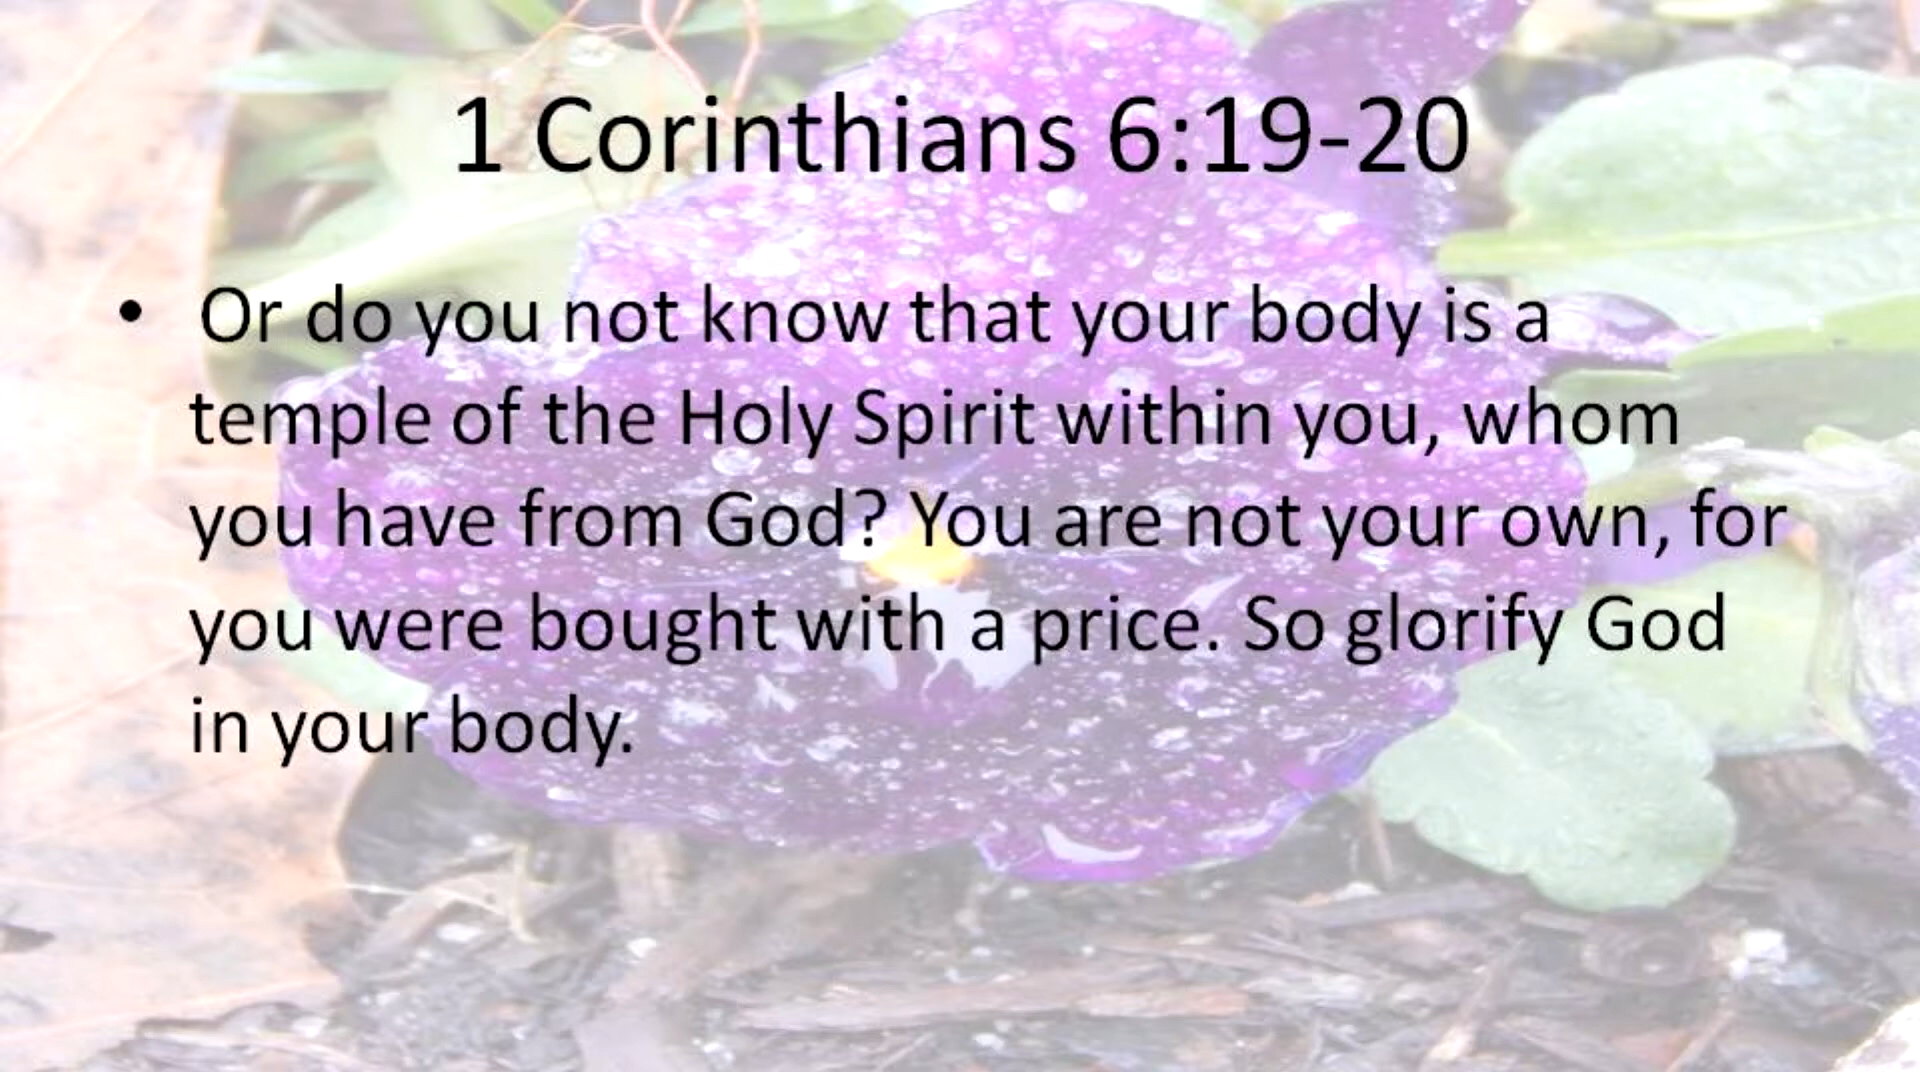 1 Corinthians 6:19-20
• Or do you not know that your body is a
temple of the Holy Spirit within you, whom
you have from God? You are not your own, for
you were bought with a price. So glorify God
in your body.